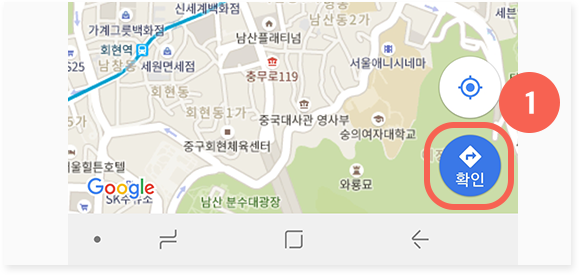 신세계백화점
가계그릇백화점
남산동2가
세븐
회현역
남산플래티넘
S25
남창동
세원면세점
서울애니시네마
충무로119
회현동
회현동1가
중국대사관 영사부
1
숭의여자대학교
중구회현체육센터
울힐튼호텔
와룡묘
확인
Google
SK주유소
남산 분수대광장